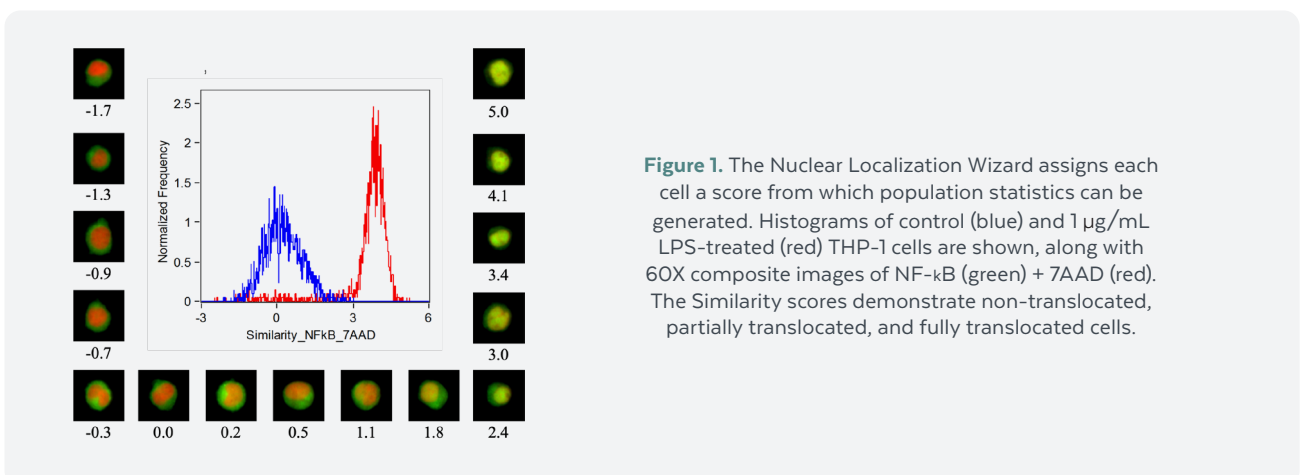 -1.7
-1.3
-0.9
-0.7
-0.3
0.0
0.2
0.5
1.1
1.8
2.4
3.0
3.4
4.1
5.0
Normalized Frequency
2.5
2
1.5
1
0.5
0
-3
0
3
6
Similarity_NFkB_7AAD
Figure 1. The Nuclear Localization Wizard assigns each
cell a score from which population statistics can be
generated. Histograms of control (blue) and 1 µg/mL
LPS-treated (red) THP-1 cells are shown, along with
60X composite images of NF-κB (green) + 7AAD (red).
The Similarity scores demonstrate non-translocated,
partially translocated, and fully translocated cells.